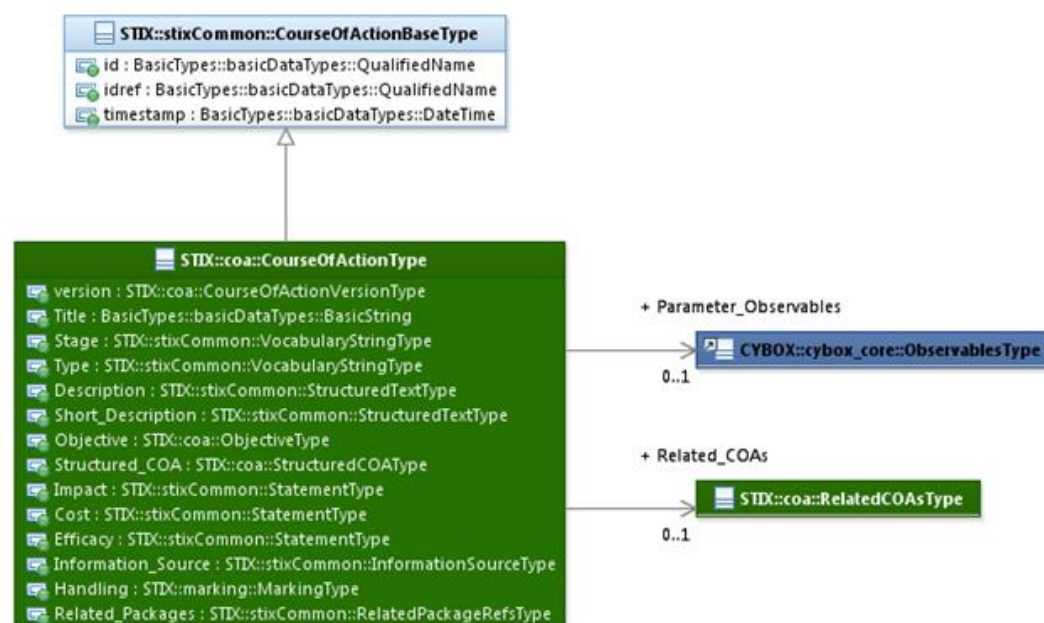 STIX::stixCommon::CourseOfActionBaseType
id : BasicTypes::basicDataTypes::QualifiedName
idref : BasicTypes::basicDataTypes::QualifiedName
timestamp : BasicTypes::basicDataTypes::DateTime
STIX::coa::CourseOfActionType
version : STIX::coa::CourseOfActionVersionType
Title : BasicTypes::basicDataTypes::BasicString
Stage : STIX::stixCommon::VocabularyStringType
Type : STIX::stixCommon::VocabularyStringType
Description : STIX::stixCommon::StructuredTextType
Short_Description : STIX::stixCommon::StructuredTextType
Objective : STIX::coa::ObjectiveType
Structured_COA : STIX::coa::StructuredCOAType
Impact : STIX::stixCommon::StatementType
Cost : STIX::stixCommon::StatementType
Efficacy : STIX::stixCommon::StatementType
Information_Source : STIX::stixCommon::InformationSourceType
Handling : STIX::marking::MarkingType
Related_Packages : STIX::stixCommon::RelatedPackageRefsType
+ Parameter_Observables
CYBOX::cybox_core::ObservablesType
0..1
+ Related_COAs
STIX::coa::RelatedCOAsType
0..1